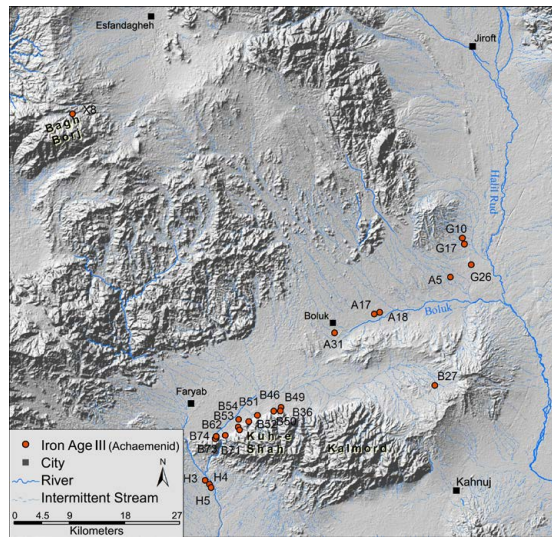 Esfandagheh
Jiroft
X8
Bagh
Borj
Halil Rud
G10
G17
G26
A5
A17
A18
Boluk
Boluk
A31
B27
Faryab
B46
B49
B51
B54
B36
B53
B50
B52
B62
B74
B73
B71
Kuh-e
Shah
Kalmord
H3
H4
H5
Kahnuj
Iron Age III (Achaemenid)
City
River
Intermittent Stream
N
0 4.5 9 18 27
Kilometers